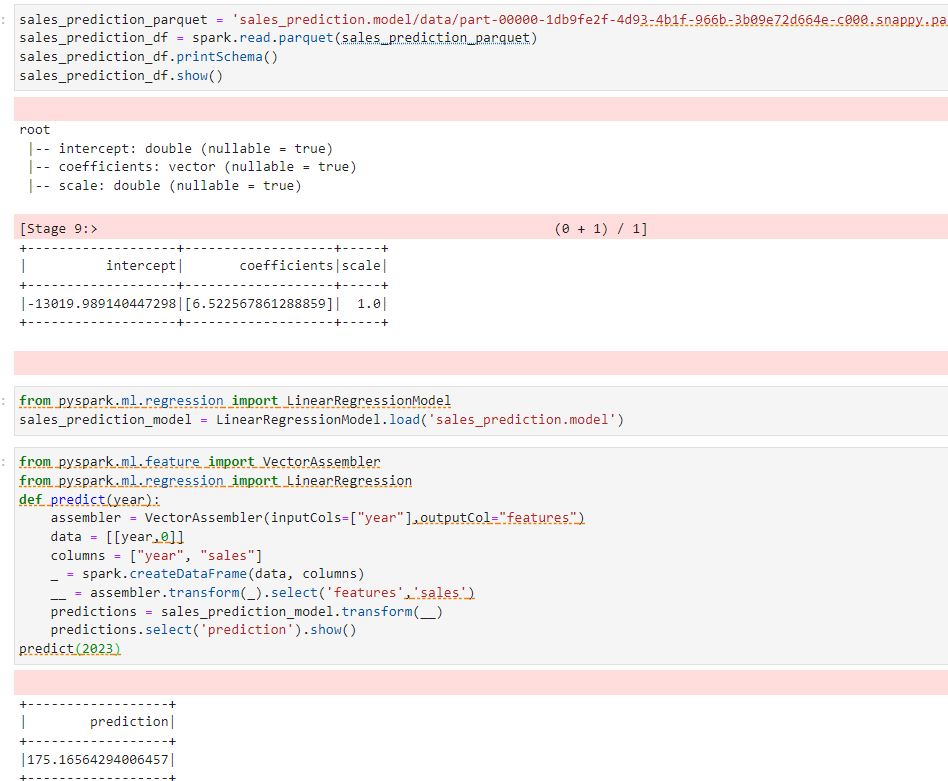 sales_prediction_parquet = 'sales_prediction.model/data/part-00000-1db9fe2f-4d93-4b1f-966b-3b09e72d664e-c000.snappy.pa
sales_prediction_df = spark.read.parquet(sales_prediction_parquet)
sales_prediction_df.printSchema()
sales_prediction_df.show()
root
 |-- intercept: double (nullable = true)
 |-- coefficients: vector (nullable = true)
 |-- scale: double (nullable = true)
[Stage 9:>                                                          (0 + 1) / 1]
+-------------------+-------------------+-----+
|          intercept|       coefficients|scale|
+-------------------+-------------------+-----+
|-13019.989140447298|[6.522567861288859]|  1.0|
+-------------------+-------------------+-----+
: from pyspark.ml.regression import LinearRegressionModel
sales_prediction_model = LinearRegressionModel.load('sales_prediction.model')
: from pyspark.ml.feature import VectorAssembler
from pyspark.ml.regression import LinearRegression
def predict(year):
    assembler = VectorAssembler(inputCols=["year"],outputCol="features")
    data = [[year,0]]
    columns = ["year", "sales"]
    _ = spark.createDataFrame(data, columns)
    __ = assembler.transform(_).select('features','sales')
    predictions = sales_prediction_model.transform(__)
    predictions.select('prediction').show()
predict(2023)
+------------------+
|        prediction|
+------------------+
|175.16564294006457|
+------------------+